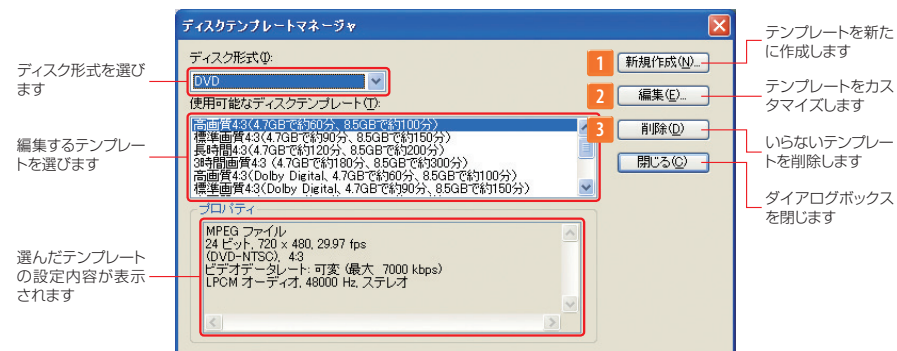 ディスクテンプレートマネージャ
ディスク形式(I):
DVD
使用可能なディスクテンプレート(T):
高画質4:3(4.7GBで約60分、8.5GBで約100分)
標準画質4:3(4.7GBで約90分、8.5GBで約150分)
長時間4:3(4.7GBで約120分、8.5GBで約200分)
3時間画質4:3 (4.7GBで約180分、8.5GBで約300分)
高画質4:3(Dolby Digital、4.7GBで約60分、8.5GBで約100分)
標準画質4:3(Dolby Digital、4.7GBで約90分、8.5GBで約150分)
プロパティ
MPEG ファイル
24 ビット, 720 x 480, 29.97 fps
(DVD-NTSC), 4:3
ビデオデータレート: 可変 (最大 7000 kbps)
LPCM オーディオ, 48000 Hz, ステレオ
1
新規作成(N)...
2
編集(E)...
3
削除(D)
閉じる(C)
ディスク形式を選び
ます
編集するテンプレー
トを選びます
選んだテンプレート
の設定内容が表示
されます
テンプレートを新た
に作成します
テンプレートをカス
タマイズします
いらないテンプレー
トを削除します
ダイアログボックス
を閉じます